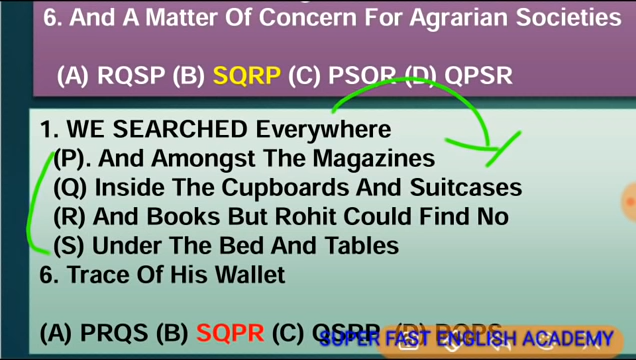 6. And A Matter Of Concern For Agrarian Societies
(A) RQSP (B) SQRP (C) PSQR (D) QPSR
1. WE SEARCHED Everywhere
(P). And Amongst The Magazines
(Q) Inside The Cupboards And Suitcases
(R) And Books But Rohit Could Find No
(S) Under The Bed And Tables
6. Trace Of His Wallet
(A) PRQS (B) SQPR (C) QSRP (D)
SUPER FAST ENGLISH ACADEMY